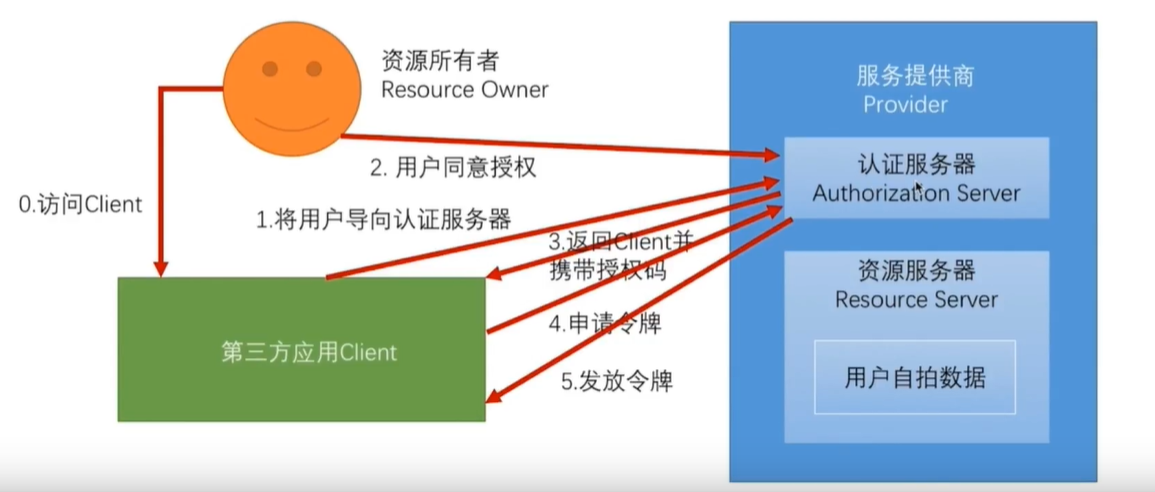 资源所有者
Resource Owner
服务提供商
Provider
2. 用户同意授权
认证服务器
Authorization Server
0.访问Client
1.将用户导向认证服务器
3.返回Client并
携带授权码
资源服务器
Resource Server
4.申请令牌
第三方应用Client
5.发放令牌
用户自拍数据